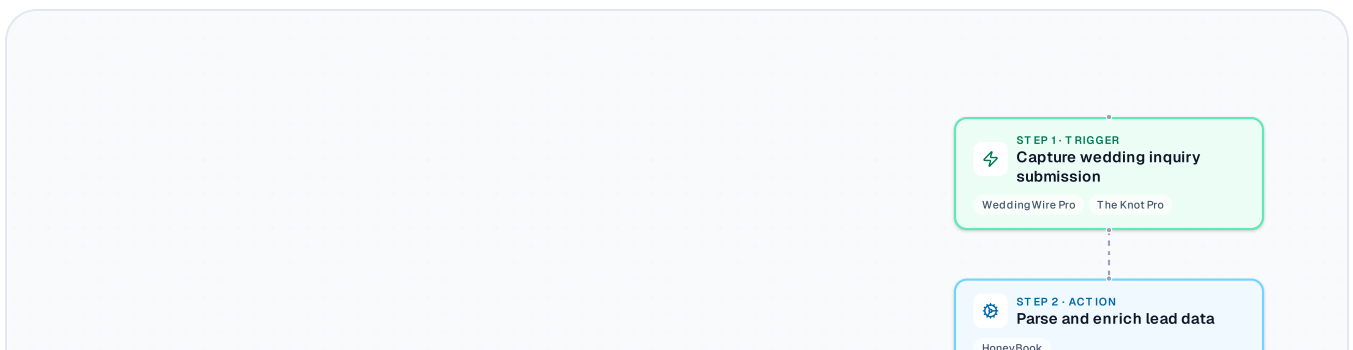 STEP 1 · TRIGGER
Capture wedding inquiry
submission
WeddingWire Pro The Knot Pro
STEP 2 · ACTION
Parse and enrich lead data
HoneyBook